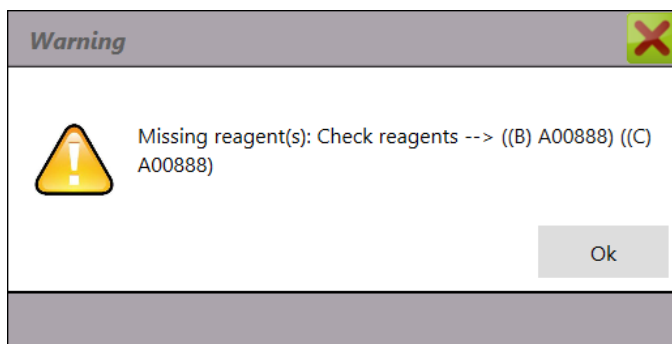 Warning
Missing reagent(s): Check reagents --> ((B) A00888) ((C)
A00888)
Ok